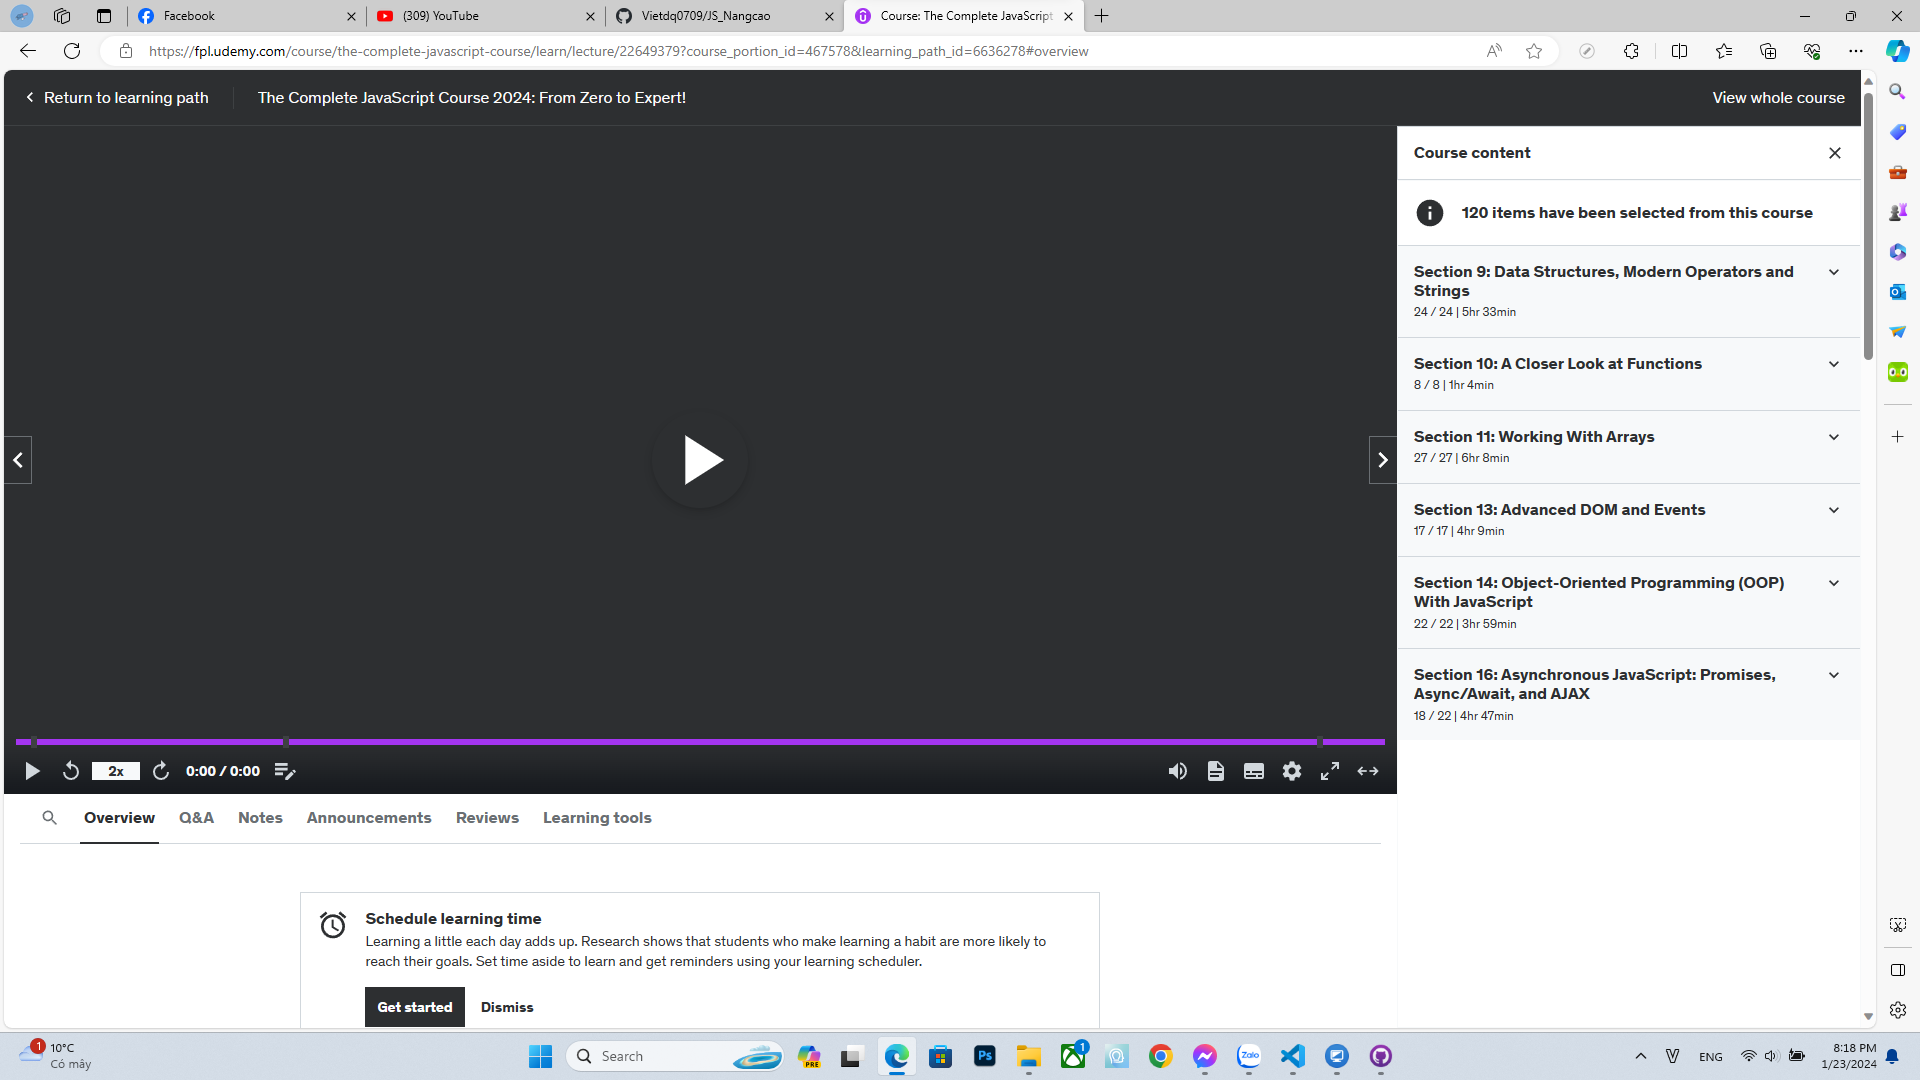 Facebook
(309) YouTube
Vietdq0709/JS_Nangcao
Course: The Complete JavaScript
https://fpl.udemy.com/course/the-complete-javascript-course/learn/lecture/22649379?course_portion_id=467578&learning_path_id=6636278#overview
Return to learning path
The Complete JavaScript Course 2024: From Zero to Expert!
View whole course
Course content
120 items have been selected from this course
Section 9: Data Structures, Modern Operators and
Strings
24 / 24 | 5hr 33min
Section 10: A Closer Look at Functions
8 / 8 | 1hr 4min
Section 11: Working With Arrays
27 / 27 | 6hr 8min
Section 13: Advanced DOM and Events
17 / 17 | 4hr 9min
Section 14: Object-Oriented Programming (OOP)
With JavaScript
22 / 22 | 3hr 59min
Section 16: Asynchronous JavaScript: Promises,
Async/Await, and AJAX
18 / 22 | 4hr 47min
2x
0:00 / 0:00
Overview
Q&A
Notes
Announcements
Reviews
Learning tools
Schedule learning time
Learning a little each day adds up. Research shows that students who make learning a habit are more likely to
reach their goals. Set time aside to learn and get reminders using your learning scheduler.
Get started
Dismiss
1
10°C
Có mây
Search
PRE
Ps
1
Zalo
ENG
8:18 PM
1/23/2024